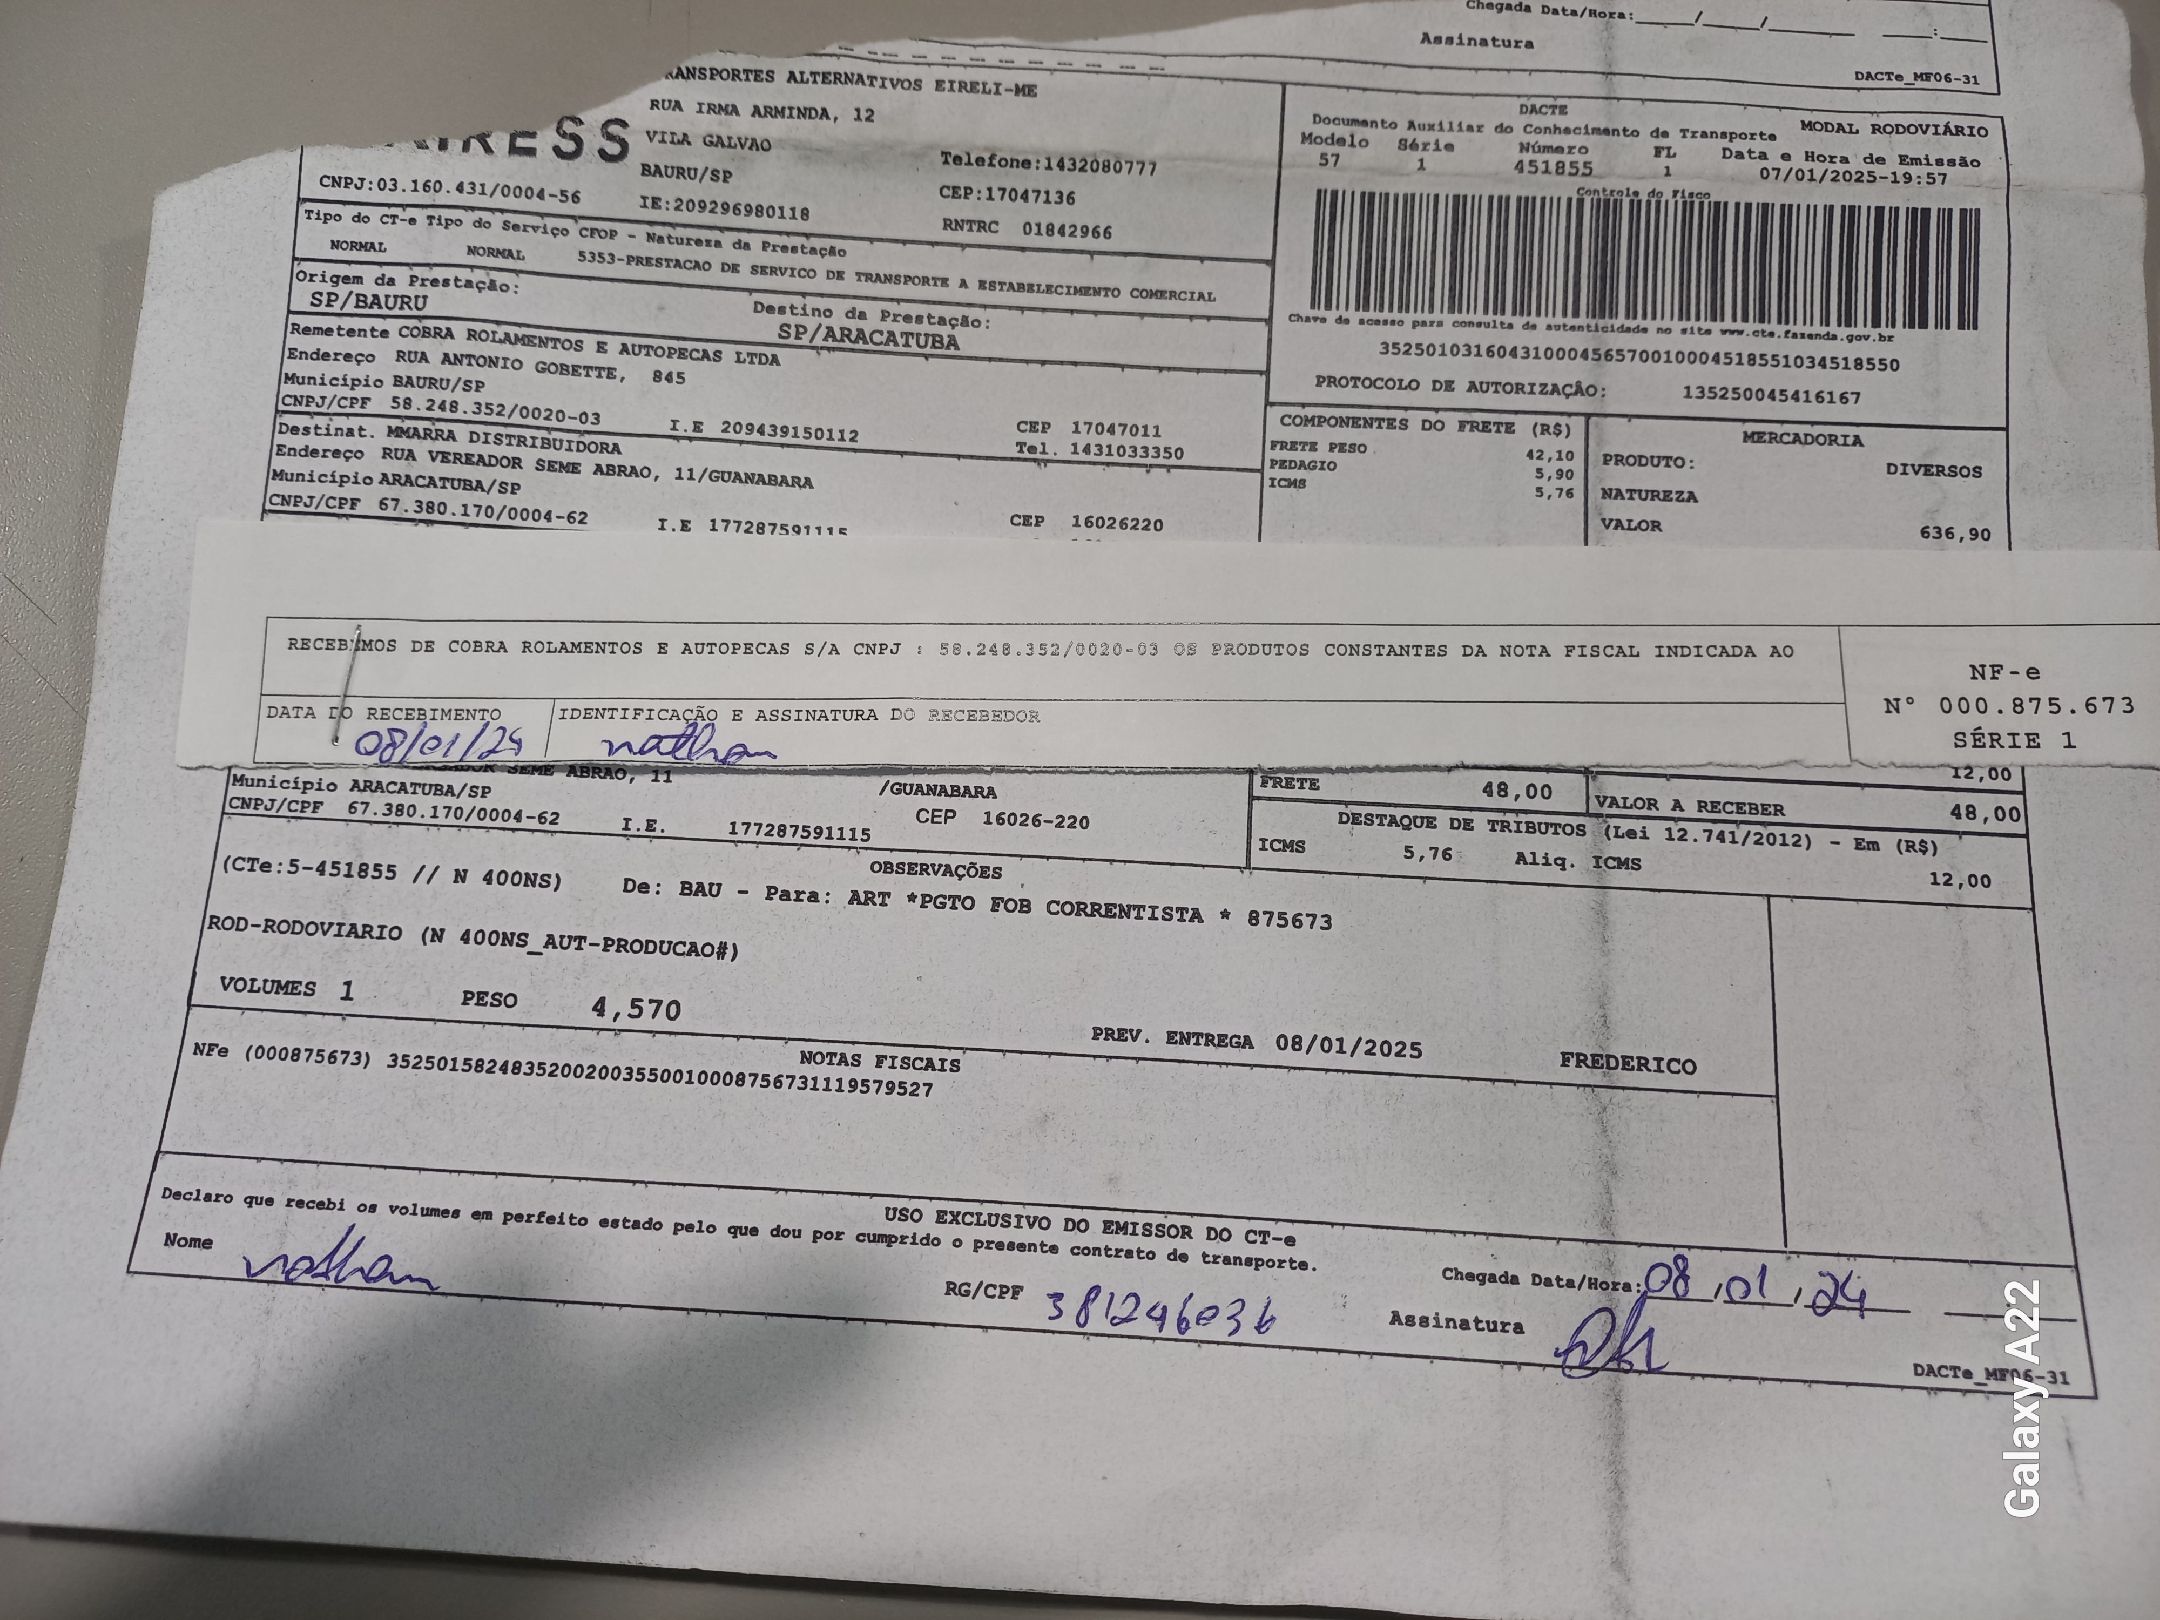 Chegada Data/Hora:____/____/______ ____:____
Assinatura
DACTe_MF06-31
RANSPORTES ALTERNATIVOS EIRELI-ME
RUA IRMA ARMINDA, 12
VILA GALVAO
Telefone:1432080777
BAURU/SP
CEP:17047136
CNPJ:03.160.431/0004-56
IE:209296980118
RNTRC 01842966
DACTE
Documento Auxiliar do Conhecimento de Transporte
MODAL RODOVIÁRIO
Modelo Série Número FL Data e Hora de Emissão
57 1 451855 1 07/01/2025-19:57
Controle do Fisco
Chave de acesso para consulta de autenticidade no site www.cte.fazenda.gov.br
35250103160431000456570010004518551034518550
PROTOCOLO DE AUTORIZAÇÃO: 135250045416167
Tipo do CT-e Tipo do Serviço CFOP - Natureza da Prestação
NORMAL NORMAL 5353-PRESTACAO DE SERVICO DE TRANSPORTE A ESTABELECIMENTO COMERCIAL
Origem da Prestação:
SP/BAURU
Destino da Prestação:
SP/ARACATUBA
Remetente COBRA ROLAMENTOS E AUTOPECAS LTDA
Endereço RUA ANTONIO GOBETTE, 845
Município BAURU/SP
CEP 17047011
CNPJ/CPF 58.248.352/0020-03 I.E 209439150112 Tel. 1431033350
Destinat. MMARRA DISTRIBUIDORA
Endereço RUA VEREADOR SEME ABRAO, 11/GUANABARA
Município ARACATUBA/SP
CEP 16026220
CNPJ/CPF 67.380.170/0004-62 I.E 177287591115
COMPONENTES DO FRETE (R$)
FRETE PESO 42,10
PEDAGIO 5,90
ICMS 5,76
MERCADORIA
PRODUTO: DIVERSOS
NATUREZA
VALOR 636,90
RECEBEMOS DE COBRA ROLAMENTOS E AUTOPECAS S/A CNPJ : 58.248.352/0020-03 OS PRODUTOS CONSTANTES DA NOTA FISCAL INDICADA AO
NF-e
Nº 000.875.673
SÉRIE 1
DATA DO RECEBIMENTO
08/01/24
IDENTIFICAÇÃO E ASSINATURA DO RECEBEDOR
nathan
SEME ABRAO, 11
Município ARACATUBA/SP /GUANABARA
CNPJ/CPF 67.380.170/0004-62 I.E. 177287591115 CEP 16026-220
12,00
FRETE 48,00
VALOR A RECEBER 48,00
DESTAQUE DE TRIBUTOS (Lei 12.741/2012) - Em (R$)
ICMS 5,76 Aliq. ICMS 12,00
OBSERVAÇÕES
(CTe:5-451855 // N 400NS) De: BAU - Para: ART *PGTO FOB CORRENTISTA * 875673
ROD-RODOVIARIO (N 400NS_AUT-PRODUCAO#)
VOLUMES 1 PESO 4,570
PREV. ENTREGA 08/01/2025 FREDERICO
NOTAS FISCAIS
NFe (000875673) 35250158248352002003550010008756731119579527
USO EXCLUSIVO DO EMISSOR DO CT-e
Declaro que recebi os volumes em perfeito estado pelo que dou por cumprido o presente contrato de transporte.
Nome nathan
RG/CPF 381246036
Chegada Data/Hora: 08/01/24
Assinatura
DACTe_MF06-31
Galaxy A22